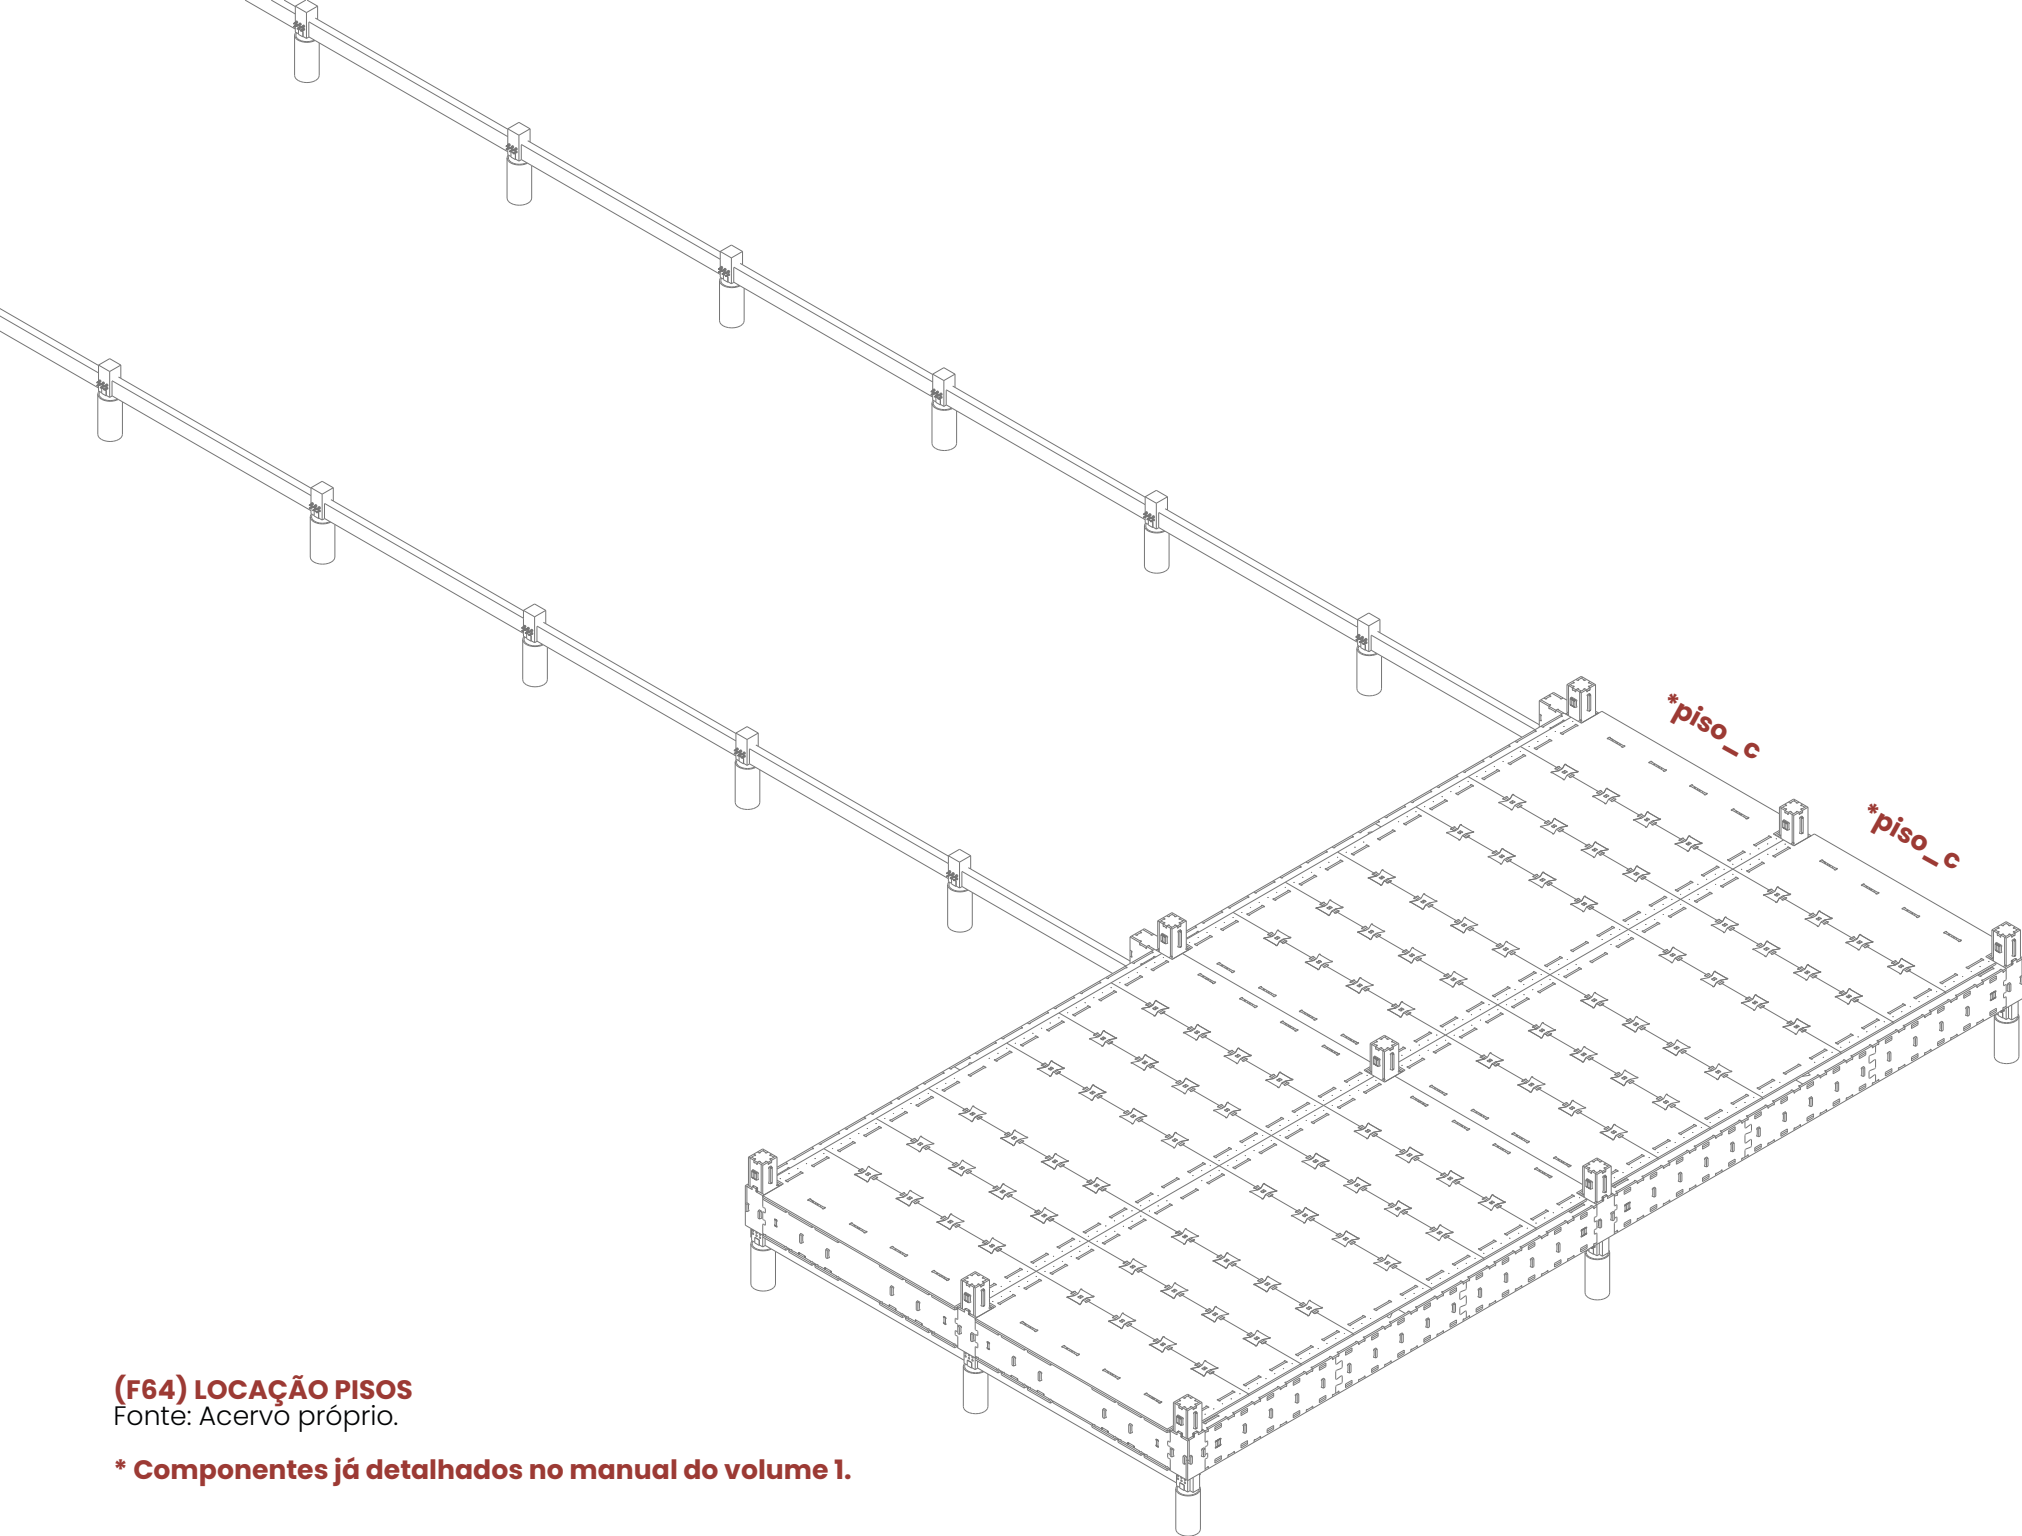 *piso_c
*piso_c
(F64) LOCAÇÃO PISOS
Fonte: Acervo próprio.
* Componentes já detalhados no manual do volume 1.